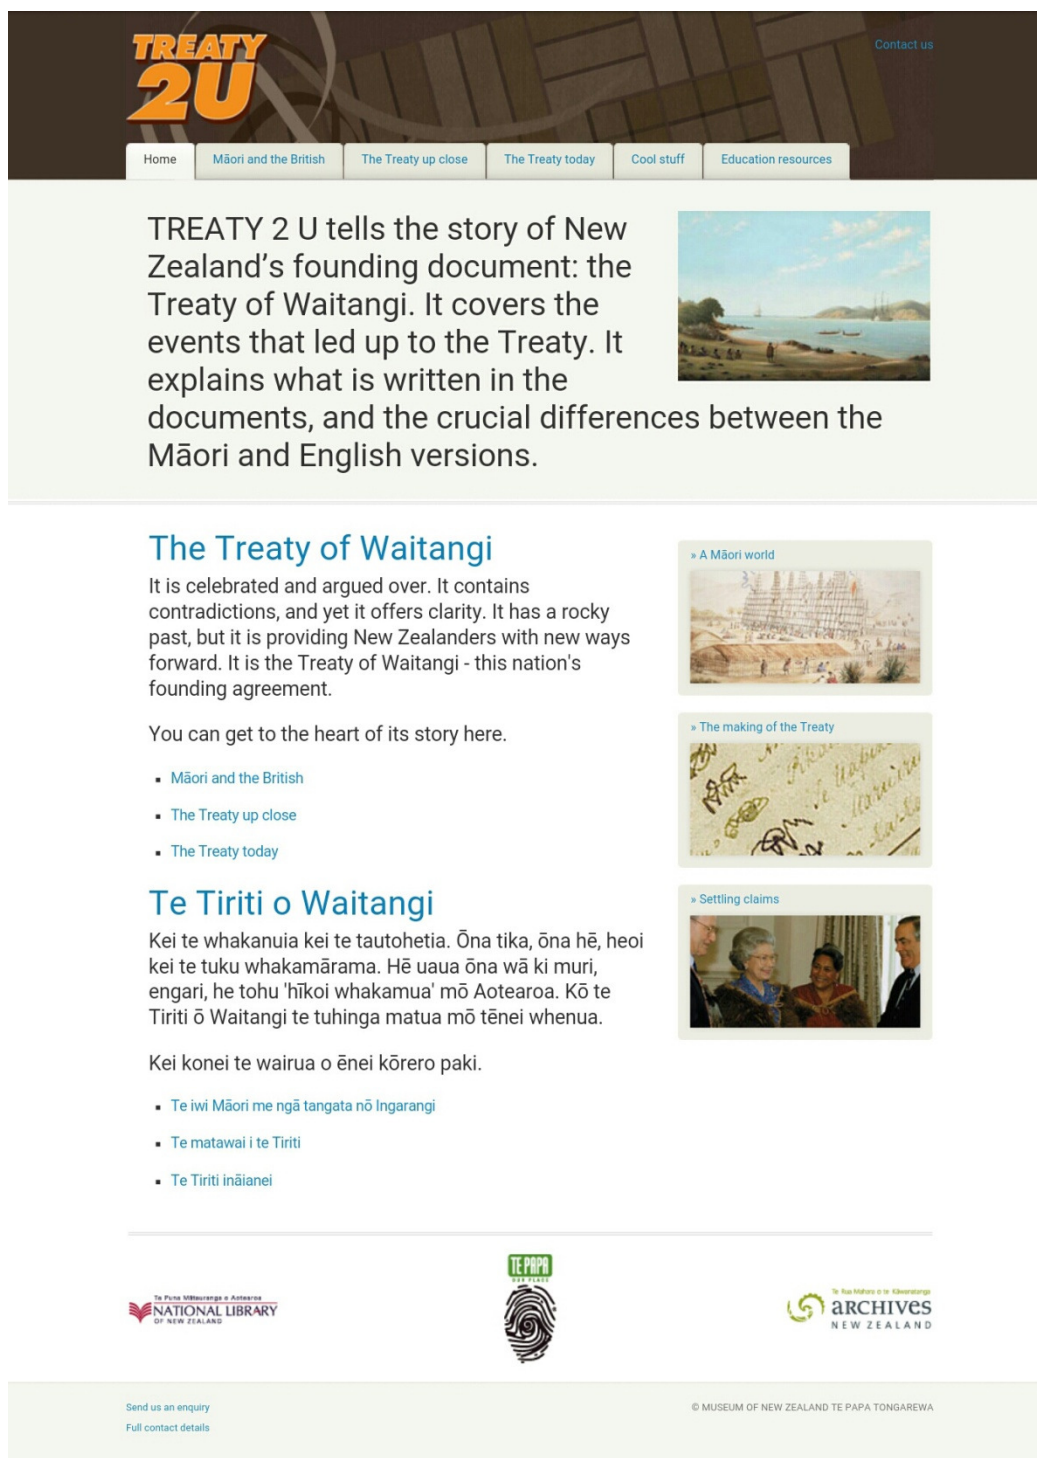 TREATY
2U
Contact us
Home
Māori and the British
The Treaty up close
The Treaty today
Cool stuff
Education resources
TREATY 2 U tells the story of New
Zealand’s founding document: the
Treaty of Waitangi. It covers the
events that led up to the Treaty. It
explains what is written in the
documents, and the crucial differences between the
Māori and English versions.
The Treaty of Waitangi
It is celebrated and argued over. It contains
contradictions, and yet it offers clarity. It has a rocky
past, but it is providing New Zealanders with new ways
forward. It is the Treaty of Waitangi - this nation's
founding agreement.
You can get to the heart of its story here.
▪ Māori and the British
▪ The Treaty up close
▪ The Treaty today
Te Tiriti o Waitangi
Kei te whakanuia kei te tautohetia. Ōna tika, ōna hē, heoi
kei te tuku whakamārama. Hē uaua ōna wā ki muri,
engari, he tohu 'hīkoi whakamua' mō Aotearoa. Kō te
Tiriti ō Waitangi te tuhinga matua mō tēnei whenua.
Kei konei te wairua o ēnei kōrero paki.
▪ Te iwi Māori me ngā tangata nō Ingarangi
▪ Te matawai i te Tiriti
▪ Te Tiriti ināianei
» A Māori world
» The making of the Treaty
» Settling claims
Te Puna Mātauranga o Aotearoa
NATIONAL LIBRARY
OF NEW ZEALAND
TE PAPA
OUR PLACE
Te Rua Mahara o te Kāwanatanga
ARCHIVES
NEW ZEALAND
Send us an enquiry
Full contact details
© MUSEUM OF NEW ZEALAND TE PAPA TONGAREWA